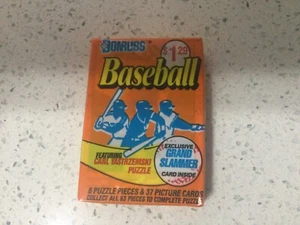 DONRUSS
$1.29
Baseball
FEATURING
CARL YASTRZEMSKI
PUZZLE
EXCLUSIVE
GRAND
SLAMMER
CARD INSIDE
PUZZLE PIECES & 37 PICTURE CARDS
COLLECT ALL 63 PIECES TO COMPLETE PUZZLE